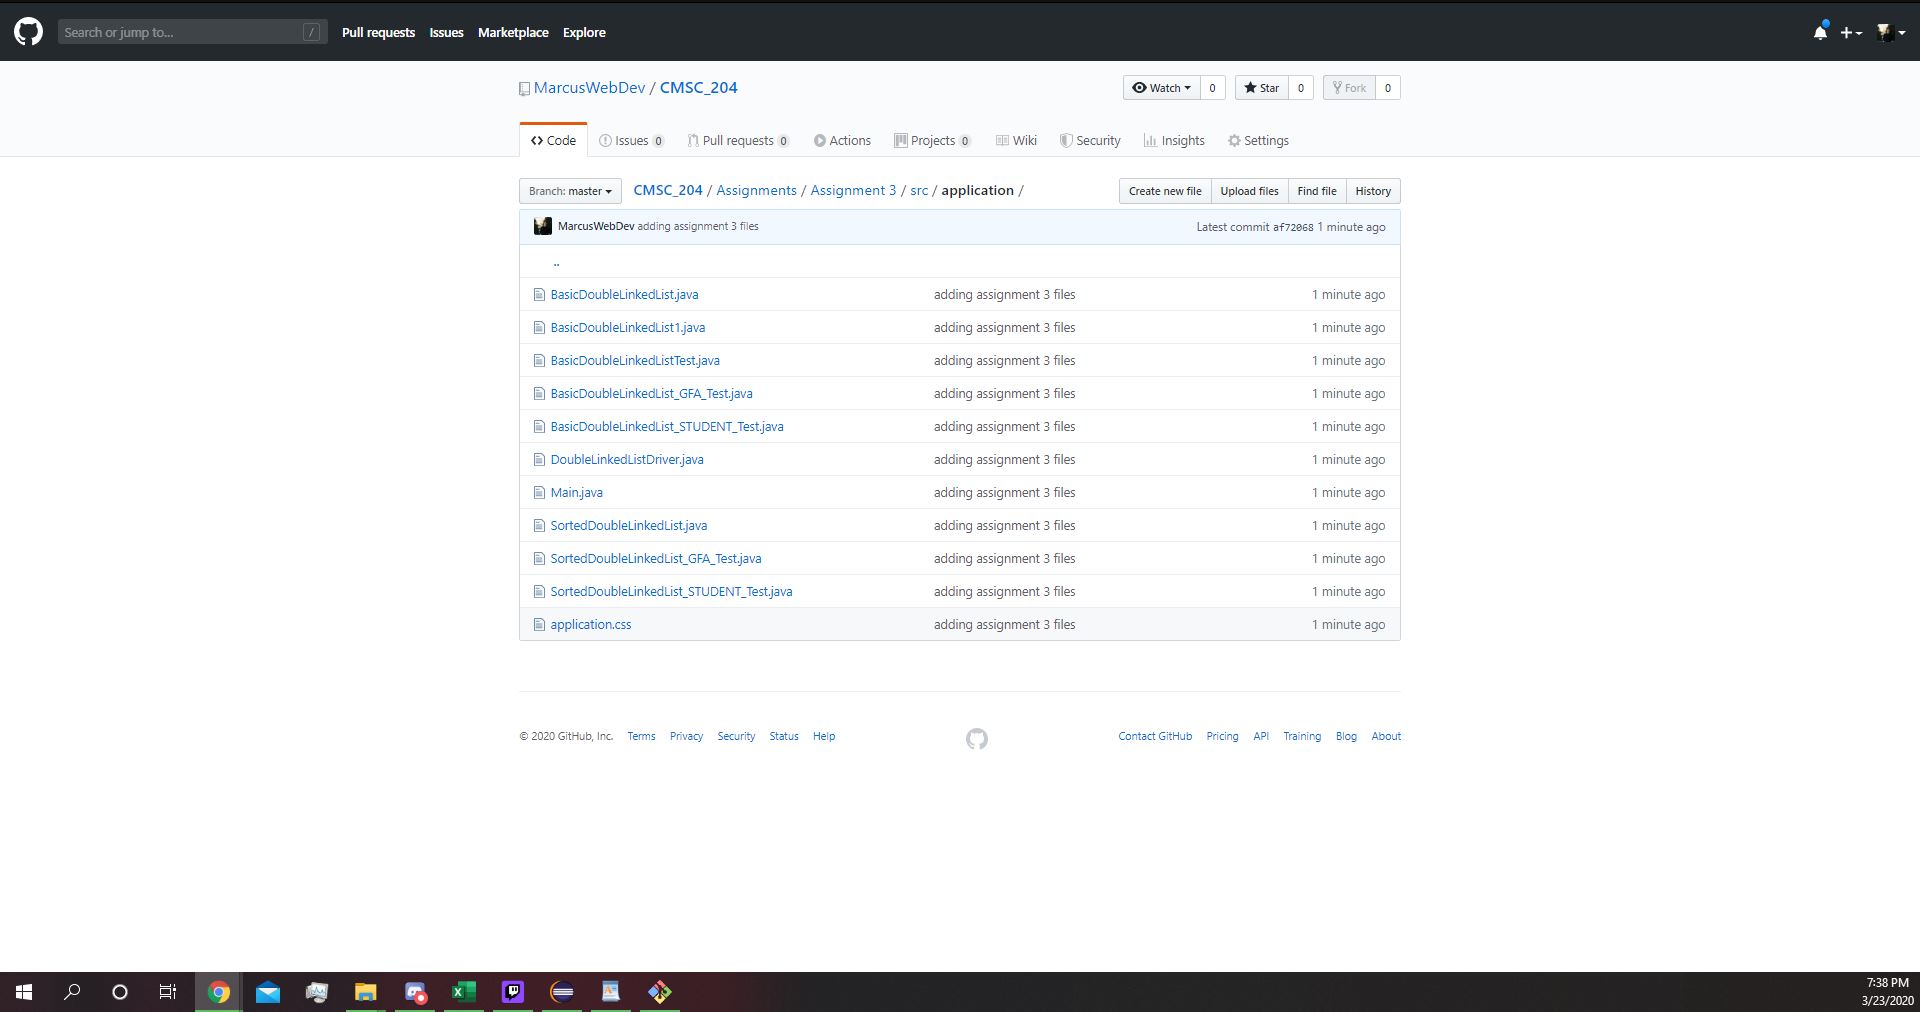 Search or jump to... / Pull requests Issues Marketplace Explore
MarcusWebDev / CMSC_204 Watch 0 Star 0 Fork 0
Code Issues 0 Pull requests 0 Actions Projects 0 Wiki Security Insights Settings
Branch: master CMSC_204 / Assignments / Assignment 3 / src / application / Create new file Upload files Find file History
MarcusWebDev adding assignment 3 files Latest commit af72068 1 minute ago
..
BasicDoubleLinkedList.java adding assignment 3 files 1 minute ago
BasicDoubleLinkedList1.java adding assignment 3 files 1 minute ago
BasicDoubleLinkedListTest.java adding assignment 3 files 1 minute ago
BasicDoubleLinkedList_GFA_Test.java adding assignment 3 files 1 minute ago
BasicDoubleLinkedList_STUDENT_Test.java adding assignment 3 files 1 minute ago
DoubleLinkedListDriver.java adding assignment 3 files 1 minute ago
Main.java adding assignment 3 files 1 minute ago
SortedDoubleLinkedList.java adding assignment 3 files 1 minute ago
SortedDoubleLinkedList_GFA_Test.java adding assignment 3 files 1 minute ago
SortedDoubleLinkedList_STUDENT_Test.java adding assignment 3 files 1 minute ago
application.css adding assignment 3 files 1 minute ago
© 2020 GitHub, Inc. Terms Privacy Security Status Help Contact GitHub Pricing API Training Blog About
7:38 PM
3/23/2020